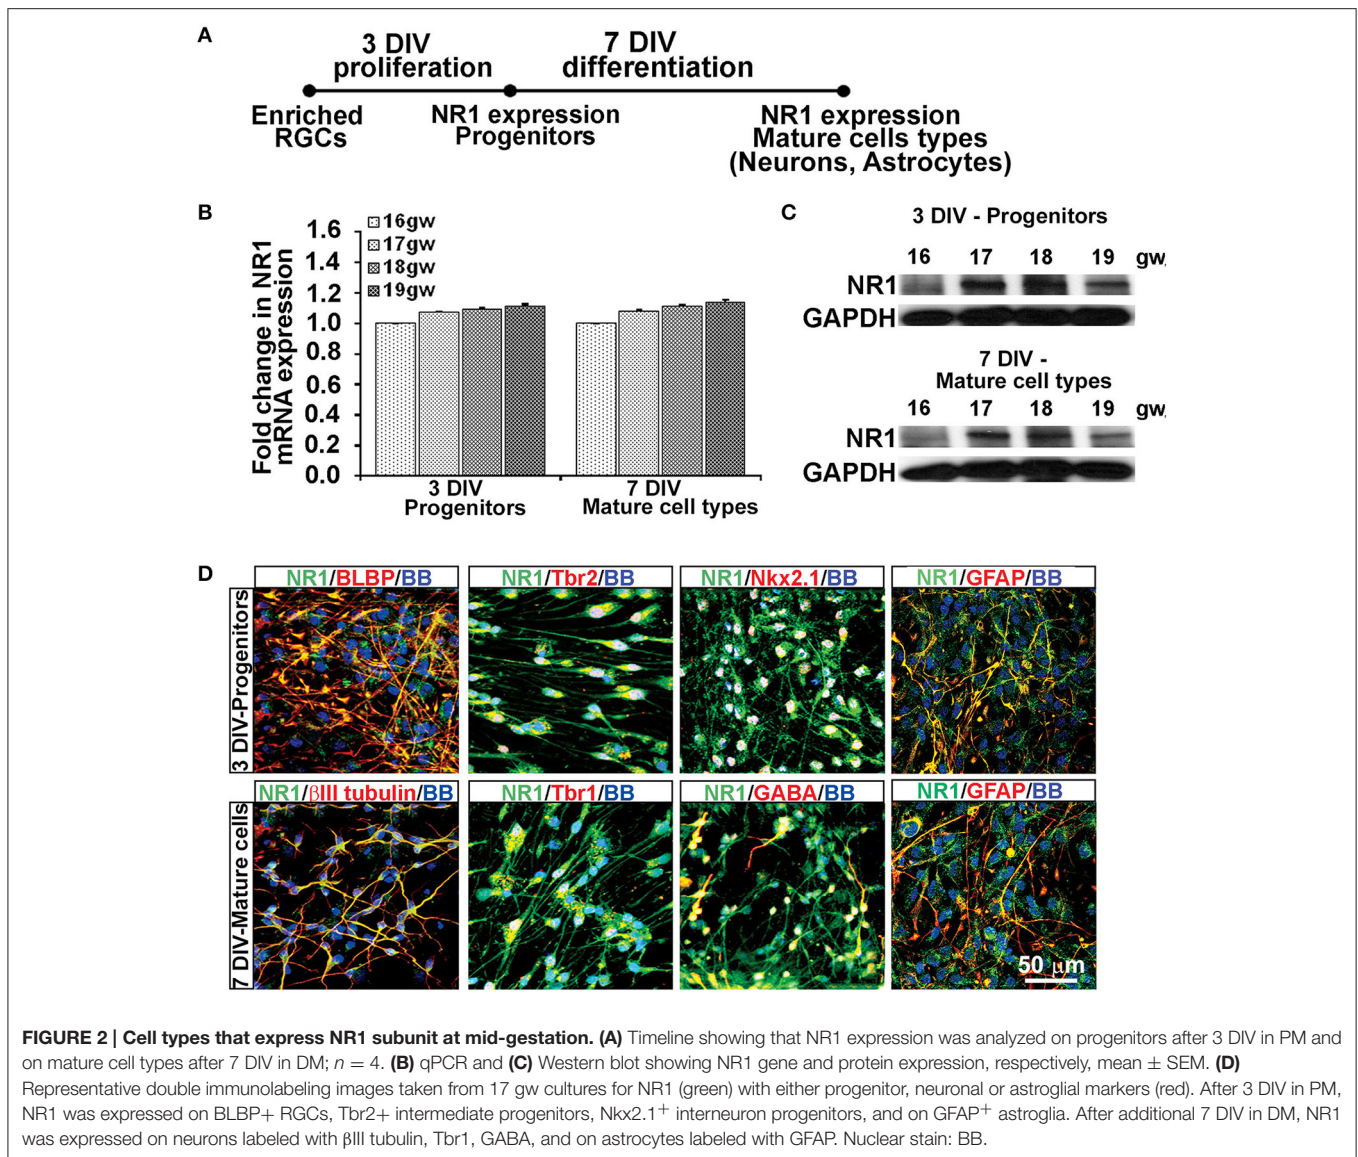 A
3 DIV
proliferation
7 DIV
differentiation
Enriched
RGCs
NR1 expression
Progenitors
NR1 expression
Mature cells types
(Neurons, Astrocytes)
B
Fold change in NR1
mRNA expression
1.6
1.4
1.2
1.0
0.8
0.6
0.4
0.2
0.0
16gw
17gw
18gw
19gw
3 DIV
Progenitors
7 DIV
Mature cell types
C
3 DIV - Progenitors
16 17 18 19 gw
NR1
GAPDH
7 DIV -
Mature cell types
16 17 18 19 gw
NR1
GAPDH
D
3 DIV-Progenitors
NR1/BLBP/BB
NR1/Tbr2/BB
NR1/Nkx2.1/BB
NR1/GFAP/BB
7 DIV-Mature cells
NR1/βIII tubulin/BB
NR1/Tbr1/BB
NR1/GABA/BB
NR1/GFAP/BB
50 μm
FIGURE 2 | Cell types that express NR1 subunit at mid-gestation. (A) Timeline showing that NR1 expression was analyzed on progenitors after 3 DIV in PM and
on mature cell types after 7 DIV in DM; n = 4. (B) qPCR and (C) Western blot showing NR1 gene and protein expression, respectively, mean ± SEM. (D)
Representative double immunolabeling images taken from 17 gw cultures for NR1 (green) with either progenitor, neuronal or astroglial markers (red). After 3 DIV in PM,
NR1 was expressed on BLBP+ RGCs, Tbr2+ intermediate progenitors, Nkx2.1⁺ interneuron progenitors, and on GFAP⁺ astroglia. After additional 7 DIV in DM, NR1
was expressed on neurons labeled with βIII tubulin, Tbr1, GABA, and on astrocytes labeled with GFAP. Nuclear stain: BB.